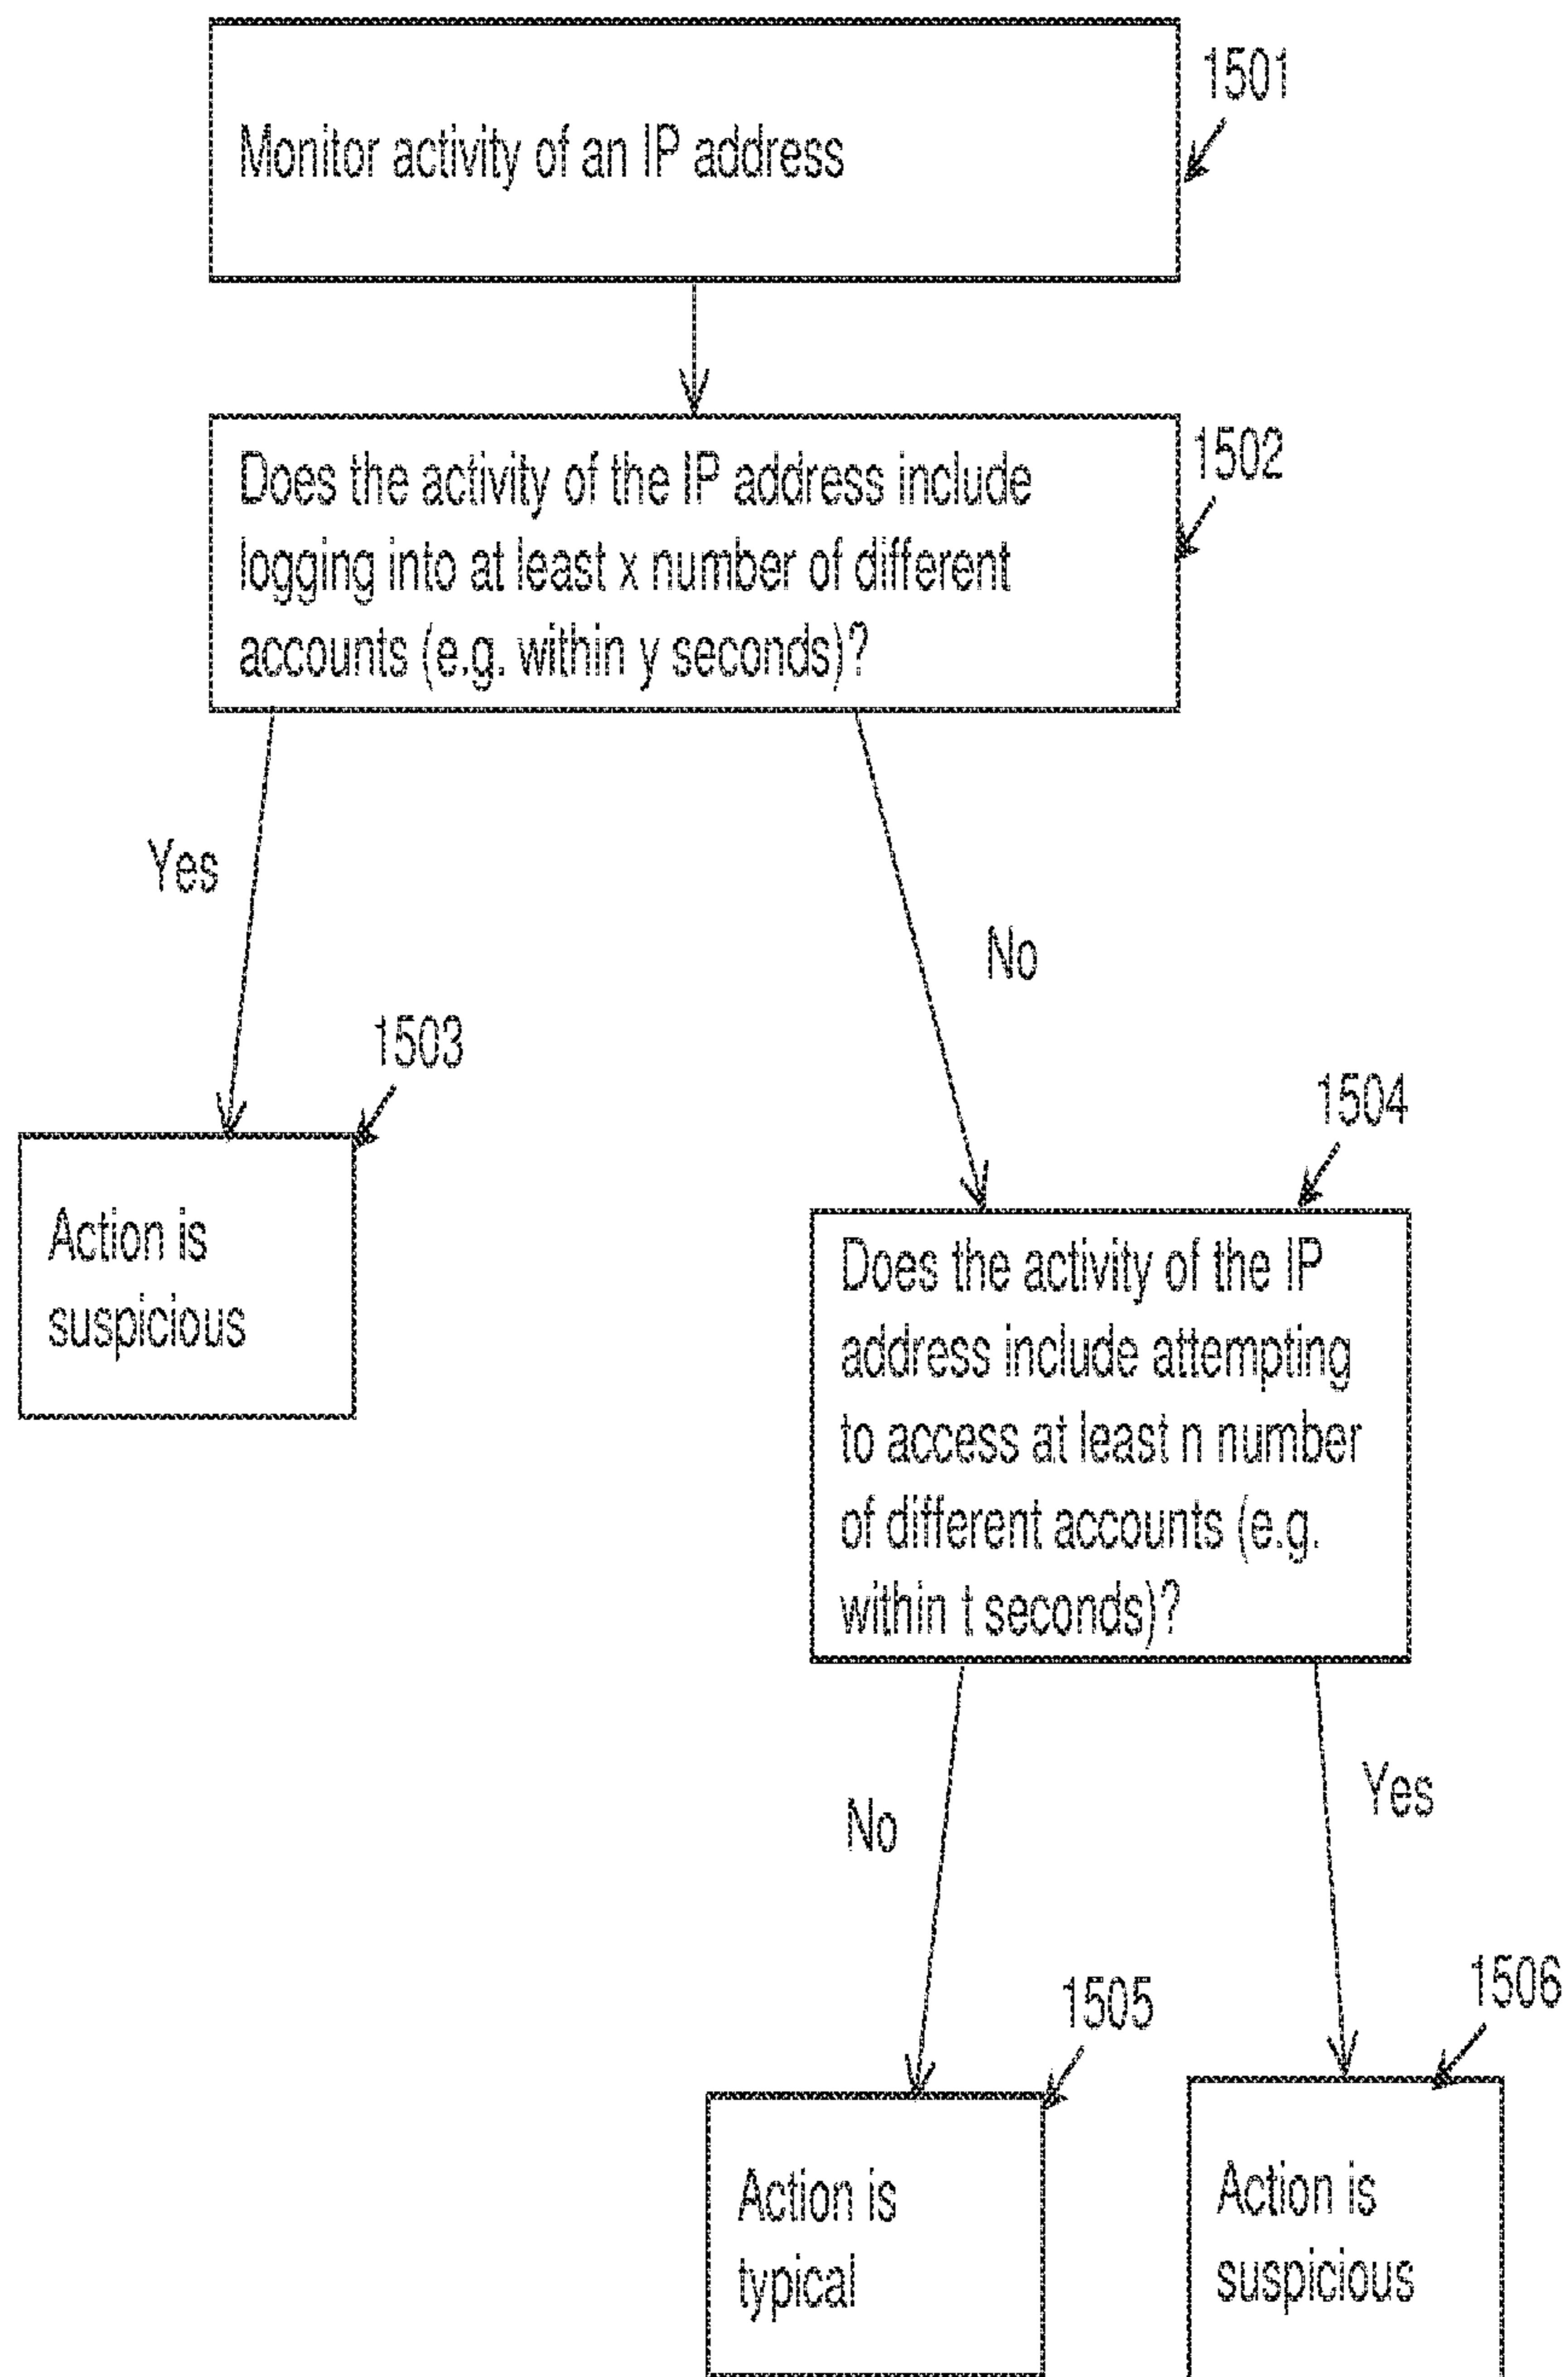 1501
Monitor activity of an IP address
1502
Does the activity of the IP address include
logging into at least x number of different
accounts (e.g. within y seconds)?
Yes
No
1503
Action is
suspicious
1504
Does the activity of the IP
address include attempting
to access at least n number
of different accounts (e.g.
within t seconds)?
No
Yes
1505
1506
Action is
typical
Action is
suspicious